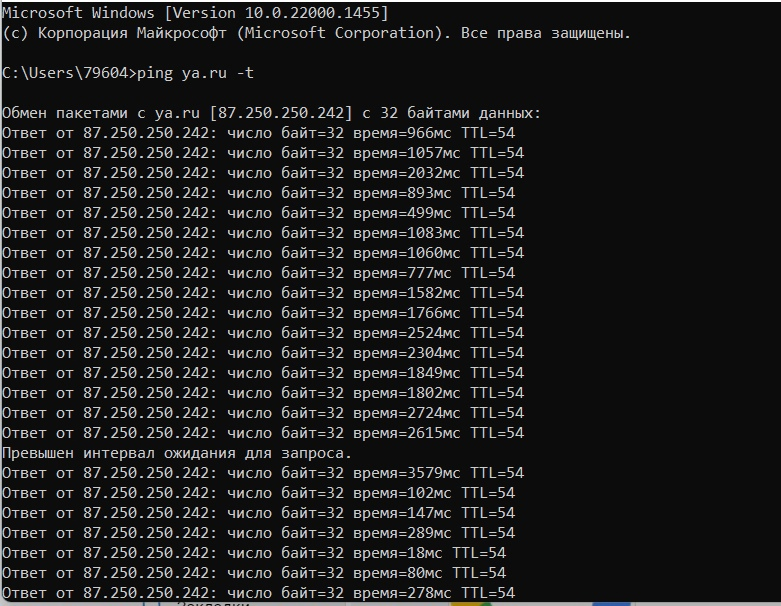 Microsoft Windows [Version 10.0.22000.1455]
(c) Корпорация Майкрософт (Microsoft Corporation). Все права защищены.
C:\Users\79604>ping ya.ru -t
Обмен пакетами с ya.ru [87.250.250.242] с 32 байтами данных:
Ответ от 87.250.250.242: число байт=32 время=966мс TTL=54
Ответ от 87.250.250.242: число байт=32 время=1057мс TTL=54
Ответ от 87.250.250.242: число байт=32 время=2032мс TTL=54
Ответ от 87.250.250.242: число байт=32 время=893мс TTL=54
Ответ от 87.250.250.242: число байт=32 время=499мс TTL=54
Ответ от 87.250.250.242: число байт=32 время=1083мс TTL=54
Ответ от 87.250.250.242: число байт=32 время=1060мс TTL=54
Ответ от 87.250.250.242: число байт=32 время=777мс TTL=54
Ответ от 87.250.250.242: число байт=32 время=1582мс TTL=54
Ответ от 87.250.250.242: число байт=32 время=1766мс TTL=54
Ответ от 87.250.250.242: число байт=32 время=2524мс TTL=54
Ответ от 87.250.250.242: число байт=32 время=2304мс TTL=54
Ответ от 87.250.250.242: число байт=32 время=1849мс TTL=54
Ответ от 87.250.250.242: число байт=32 время=1802мс TTL=54
Ответ от 87.250.250.242: число байт=32 время=2724мс TTL=54
Ответ от 87.250.250.242: число байт=32 время=2615мс TTL=54
Превышен интервал ожидания для запроса.
Ответ от 87.250.250.242: число байт=32 время=3579мс TTL=54
Ответ от 87.250.250.242: число байт=32 время=102мс TTL=54
Ответ от 87.250.250.242: число байт=32 время=147мс TTL=54
Ответ от 87.250.250.242: число байт=32 время=289мс TTL=54
Ответ от 87.250.250.242: число байт=32 время=18мс TTL=54
Ответ от 87.250.250.242: число байт=32 время=80мс TTL=54
Ответ от 87.250.250.242: число байт=32 время=278мс TTL=54